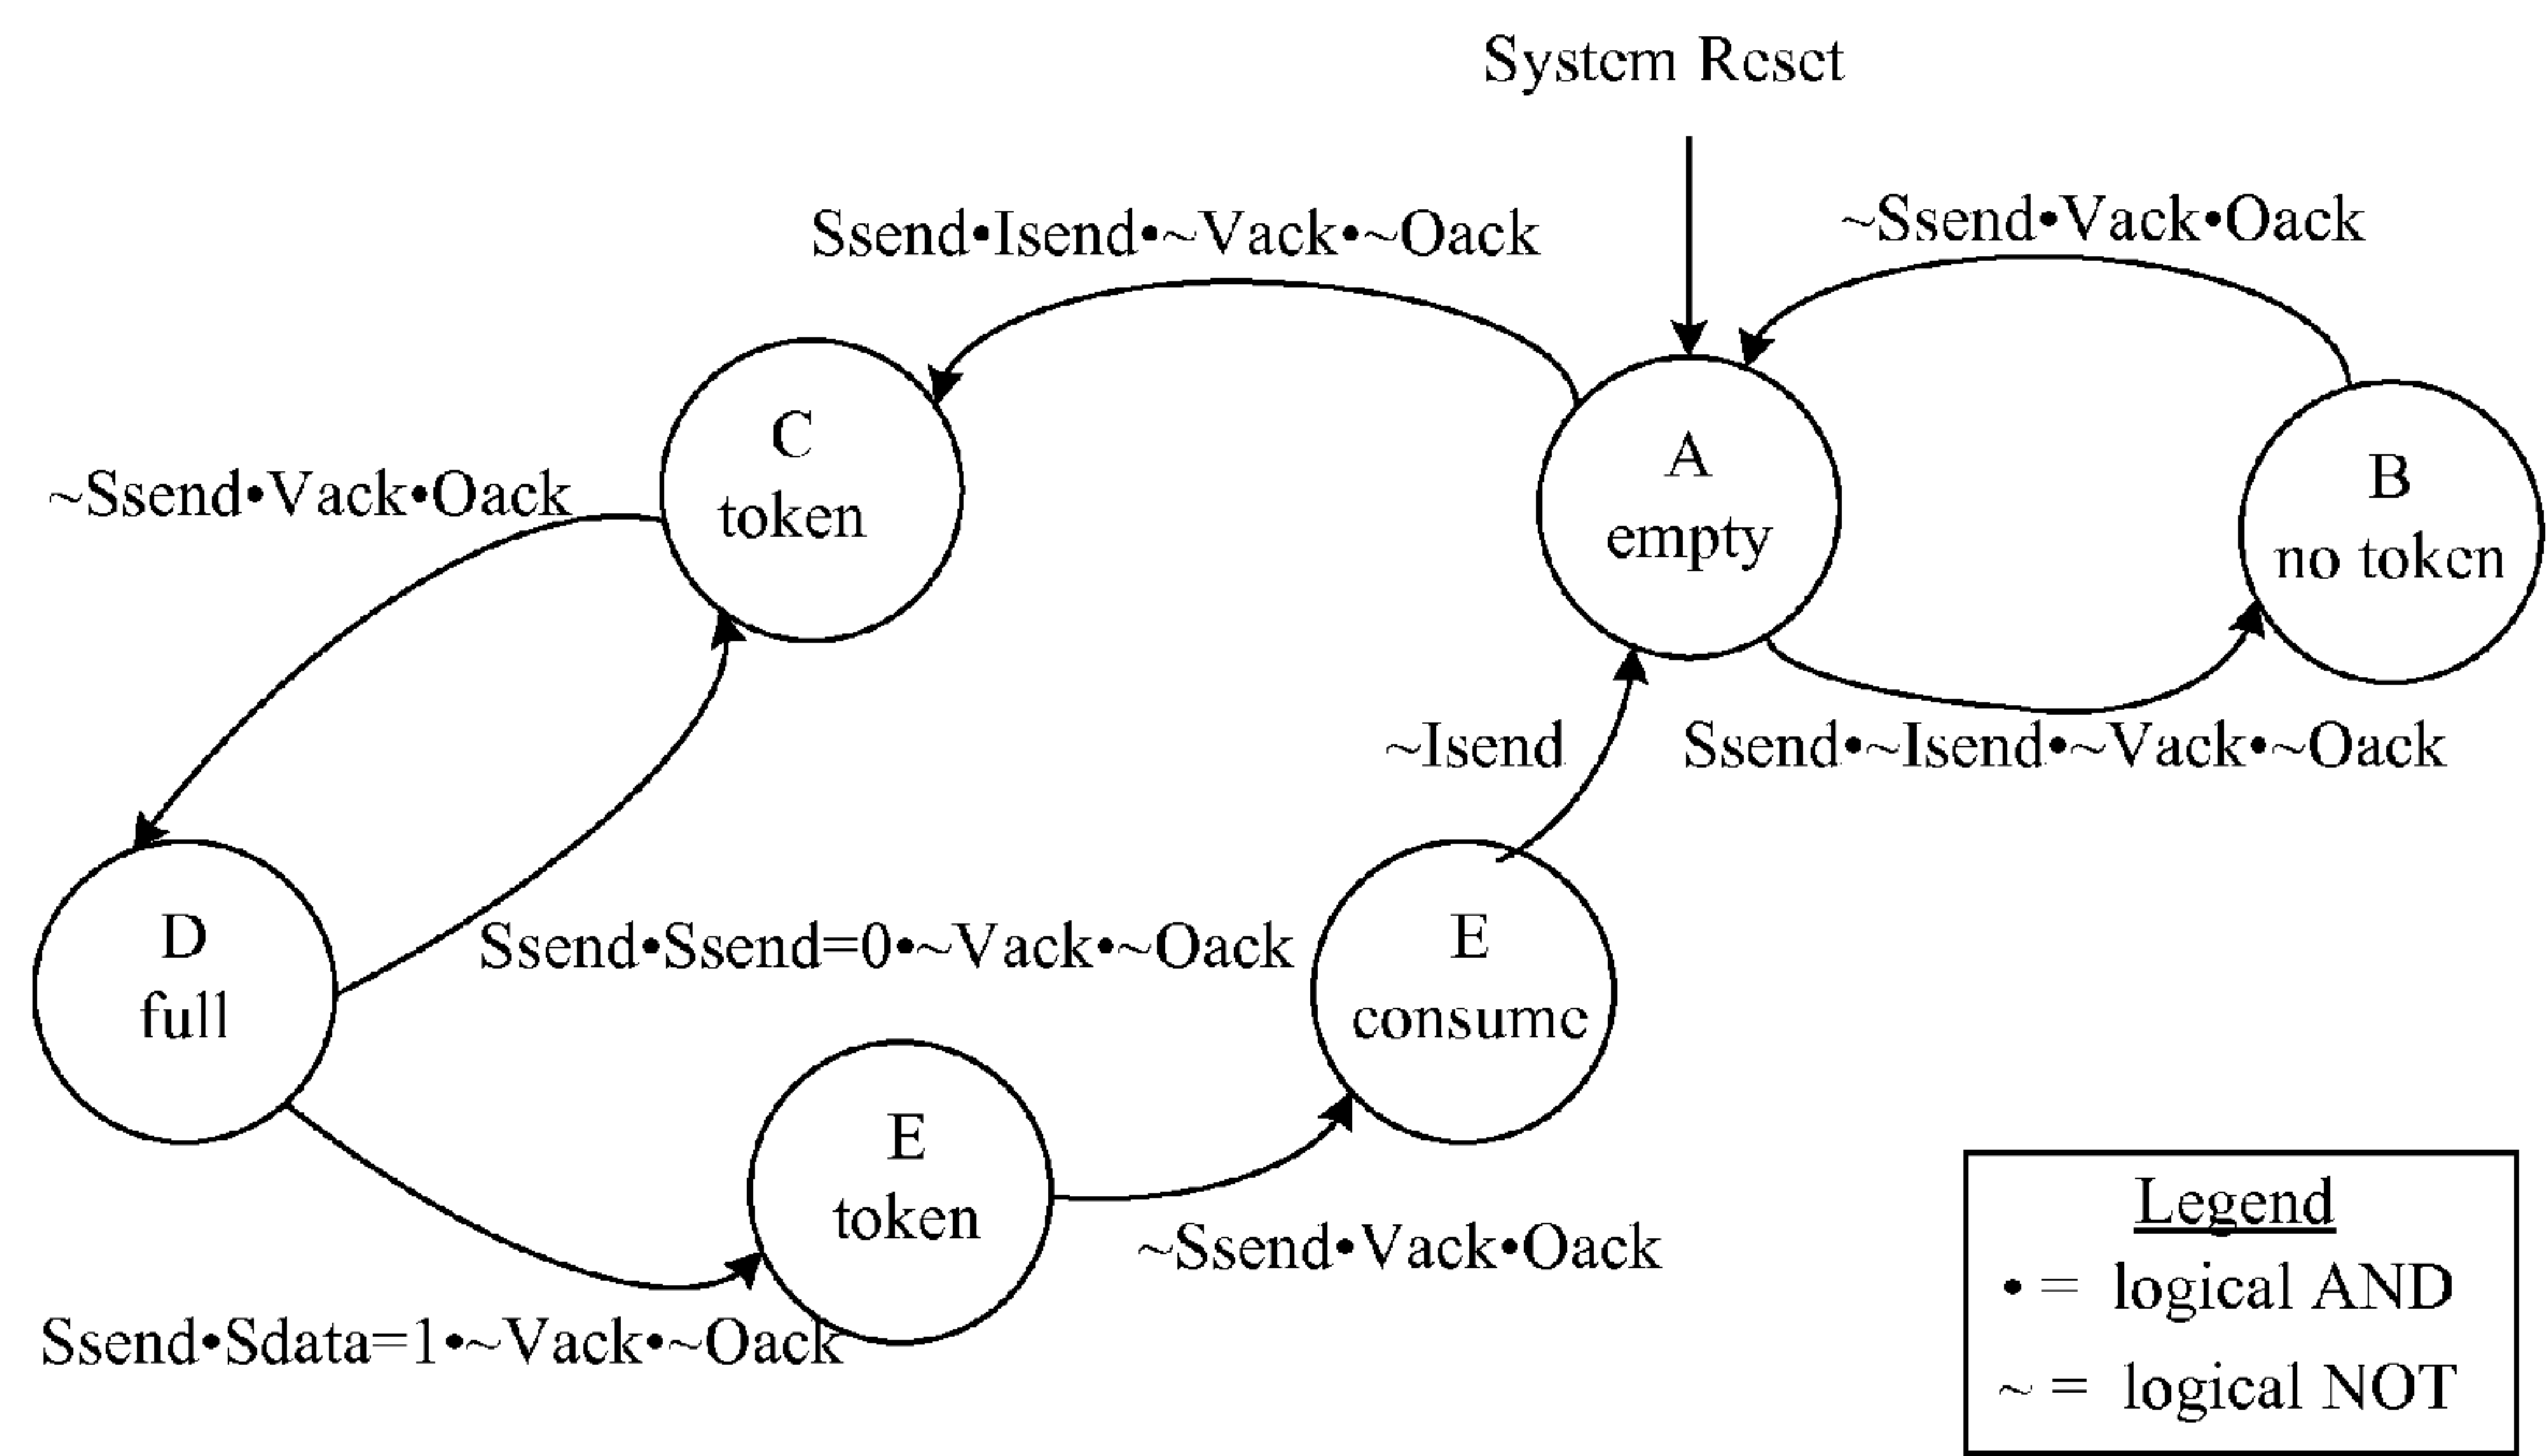 System Reset
Ssend•Isend•~Vack•~Oack
~Ssend•Vack•Oack
C
token
A
empty
B
no token
~Ssend•Vack•Oack
~Isend
Ssend•~Isend•~Vack•~Oack
D
full
Ssend•Ssend=0•~Vack•~Oack
E
consume
E
token
~Ssend•Vack•Oack
Ssend•Sdata=1•~Vack•~Oack
Legend
• = logical AND
~ = logical NOT